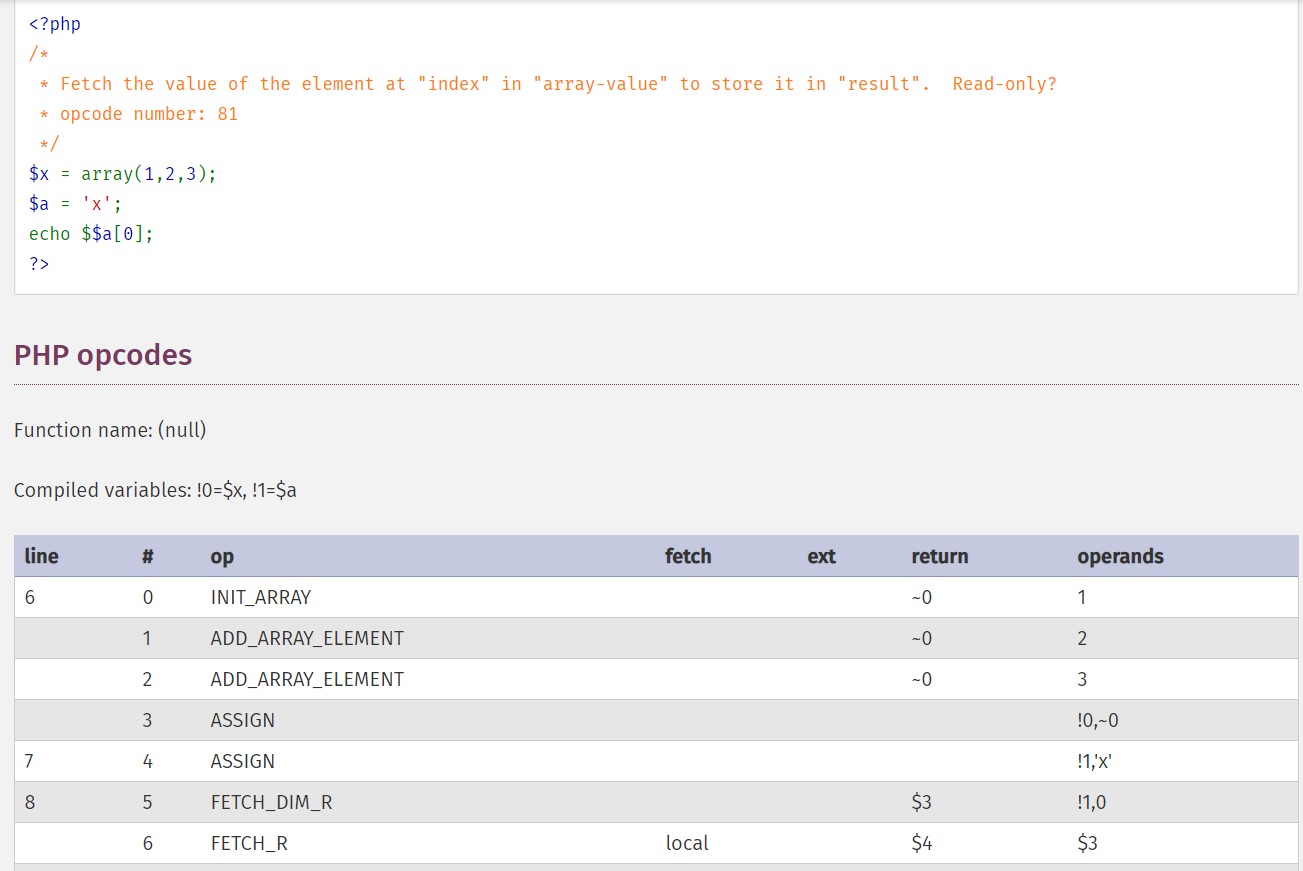 <?php
/*
 * Fetch the value of the element at "index" in "array-value" to store it in "result".  Read-only?
 * opcode number: 81
 */
$x = array(1,2,3);
$a = 'x';
echo $$a[0];
?>
PHP opcodes
Function name: (null)
Compiled variables: !0=$x, !1=$a
line # op fetch ext return operands
6 0 INIT_ARRAY ~0 1
1 ADD_ARRAY_ELEMENT ~0 2
2 ADD_ARRAY_ELEMENT ~0 3
3 ASSIGN !0,~0
7 4 ASSIGN !1,'x'
8 5 FETCH_DIM_R $3 !1,0
6 FETCH_R local $4 $3